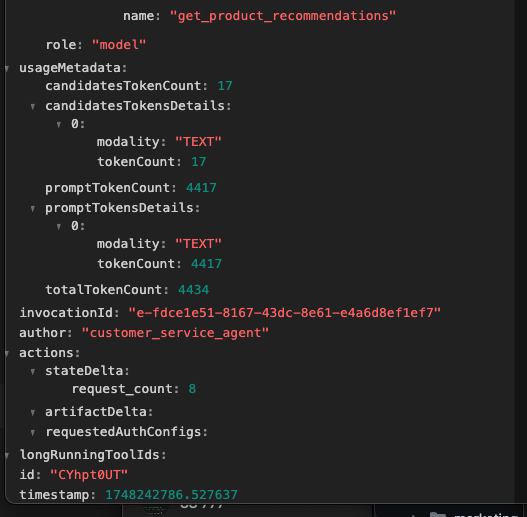 name: "get_product_recommendations"
role: "model"
usageMetadata:
candidatesTokenCount: 17
candidatesTokensDetails:
0:
modality: "TEXT"
tokenCount: 17
promptTokenCount: 4417
promptTokensDetails:
0:
modality: "TEXT"
tokenCount: 4417
totalTokenCount: 4434
invocationId: "e-fdce1e51-8167-43dc-8e61-e4a6d8ef1ef7"
author: "customer_service_agent"
actions:
stateDelta:
request_count: 8
artifactDelta:
requestedAuthConfigs:
longRunningToolIds:
id: "CYhpt0UT"
timestamp: 1748242786.527637